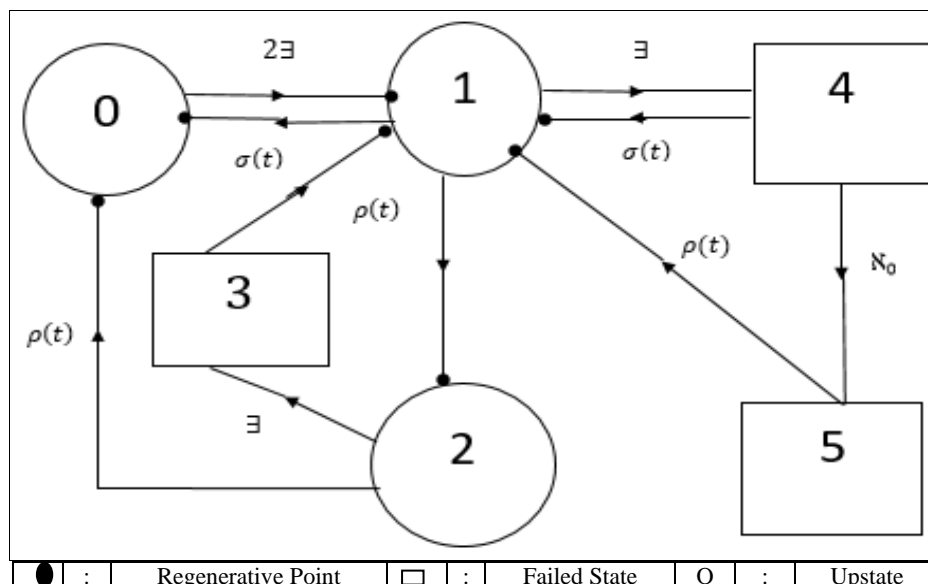 2∃
∃
0
1
4
σ(t)
σ(t)
ρ(t)
ρ(t)
ℵ₀
3
ρ(t)
∃
2
5
: Regenerative Point : Failed State O : Upstate